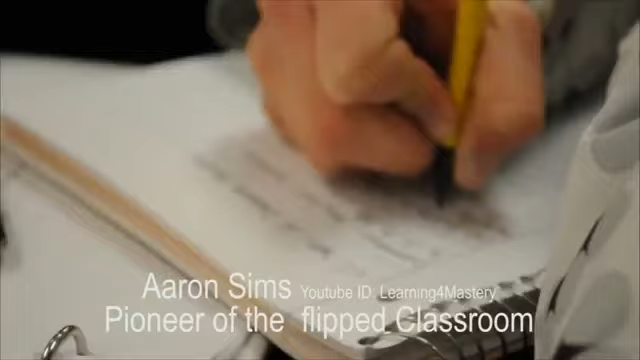 Aaron Sims Youtube ID. Learning4Mastery
Pioneer of the flipped Classroom